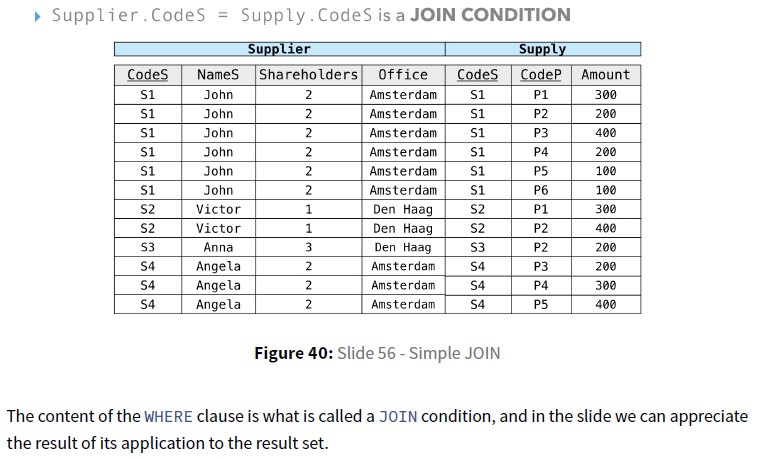 ▸ Supplier.CodeS = Supply.CodeS is a JOIN CONDITION
Supplier Supply
CodeS NameS Shareholders Office CodeS CodeP Amount
S1 John 2 Amsterdam S1 P1 300
S1 John 2 Amsterdam S1 P2 200
S1 John 2 Amsterdam S1 P3 400
S1 John 2 Amsterdam S1 P4 200
S1 John 2 Amsterdam S1 P5 100
S1 John 2 Amsterdam S1 P6 100
S2 Victor 1 Den Haag S2 P1 300
S2 Victor 1 Den Haag S2 P2 400
S3 Anna 3 Den Haag S3 P2 200
S4 Angela 2 Amsterdam S4 P3 200
S4 Angela 2 Amsterdam S4 P4 300
S4 Angela 2 Amsterdam S4 P5 400
Figure 40: Slide 56 - Simple JOIN
The content of the WHERE clause is what is called a JOIN condition, and in the slide we can appreciate
the result of its application to the result set.